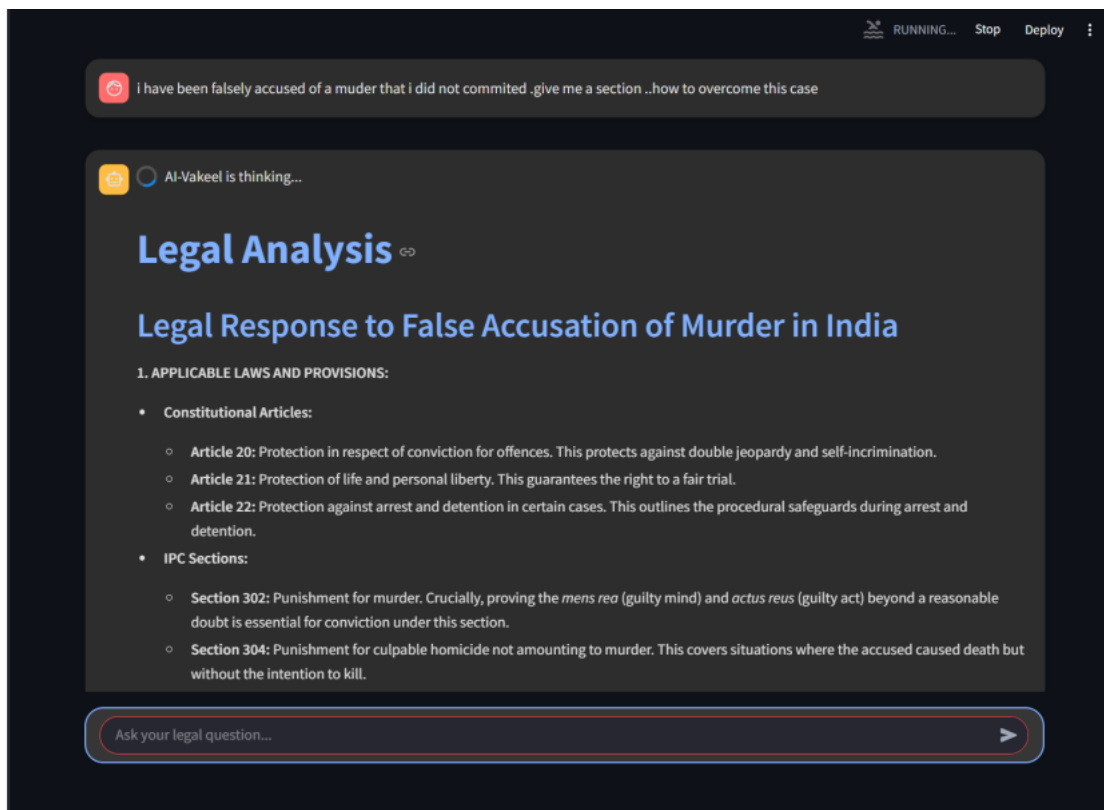 RUNNING... Stop Deploy
i have been falsely accused of a muder that i did not commited .give me a section ..how to overcome this case
AI-Vakeel is thinking...
Legal Analysis
Legal Response to False Accusation of Murder in India
1. APPLICABLE LAWS AND PROVISIONS:
• Constitutional Articles:
○ Article 20: Protection in respect of conviction for offences. This protects against double jeopardy and self-incrimination.
○ Article 21: Protection of life and personal liberty. This guarantees the right to a fair trial.
○ Article 22: Protection against arrest and detention in certain cases. This outlines the procedural safeguards during arrest and
detention.
• IPC Sections:
○ Section 302: Punishment for murder. Crucially, proving the mens rea (guilty mind) and actus reus (guilty act) beyond a reasonable
doubt is essential for conviction under this section.
○ Section 304: Punishment for culpable homicide not amounting to murder. This covers situations where the accused caused death but
without the intention to kill.
Ask your legal question...